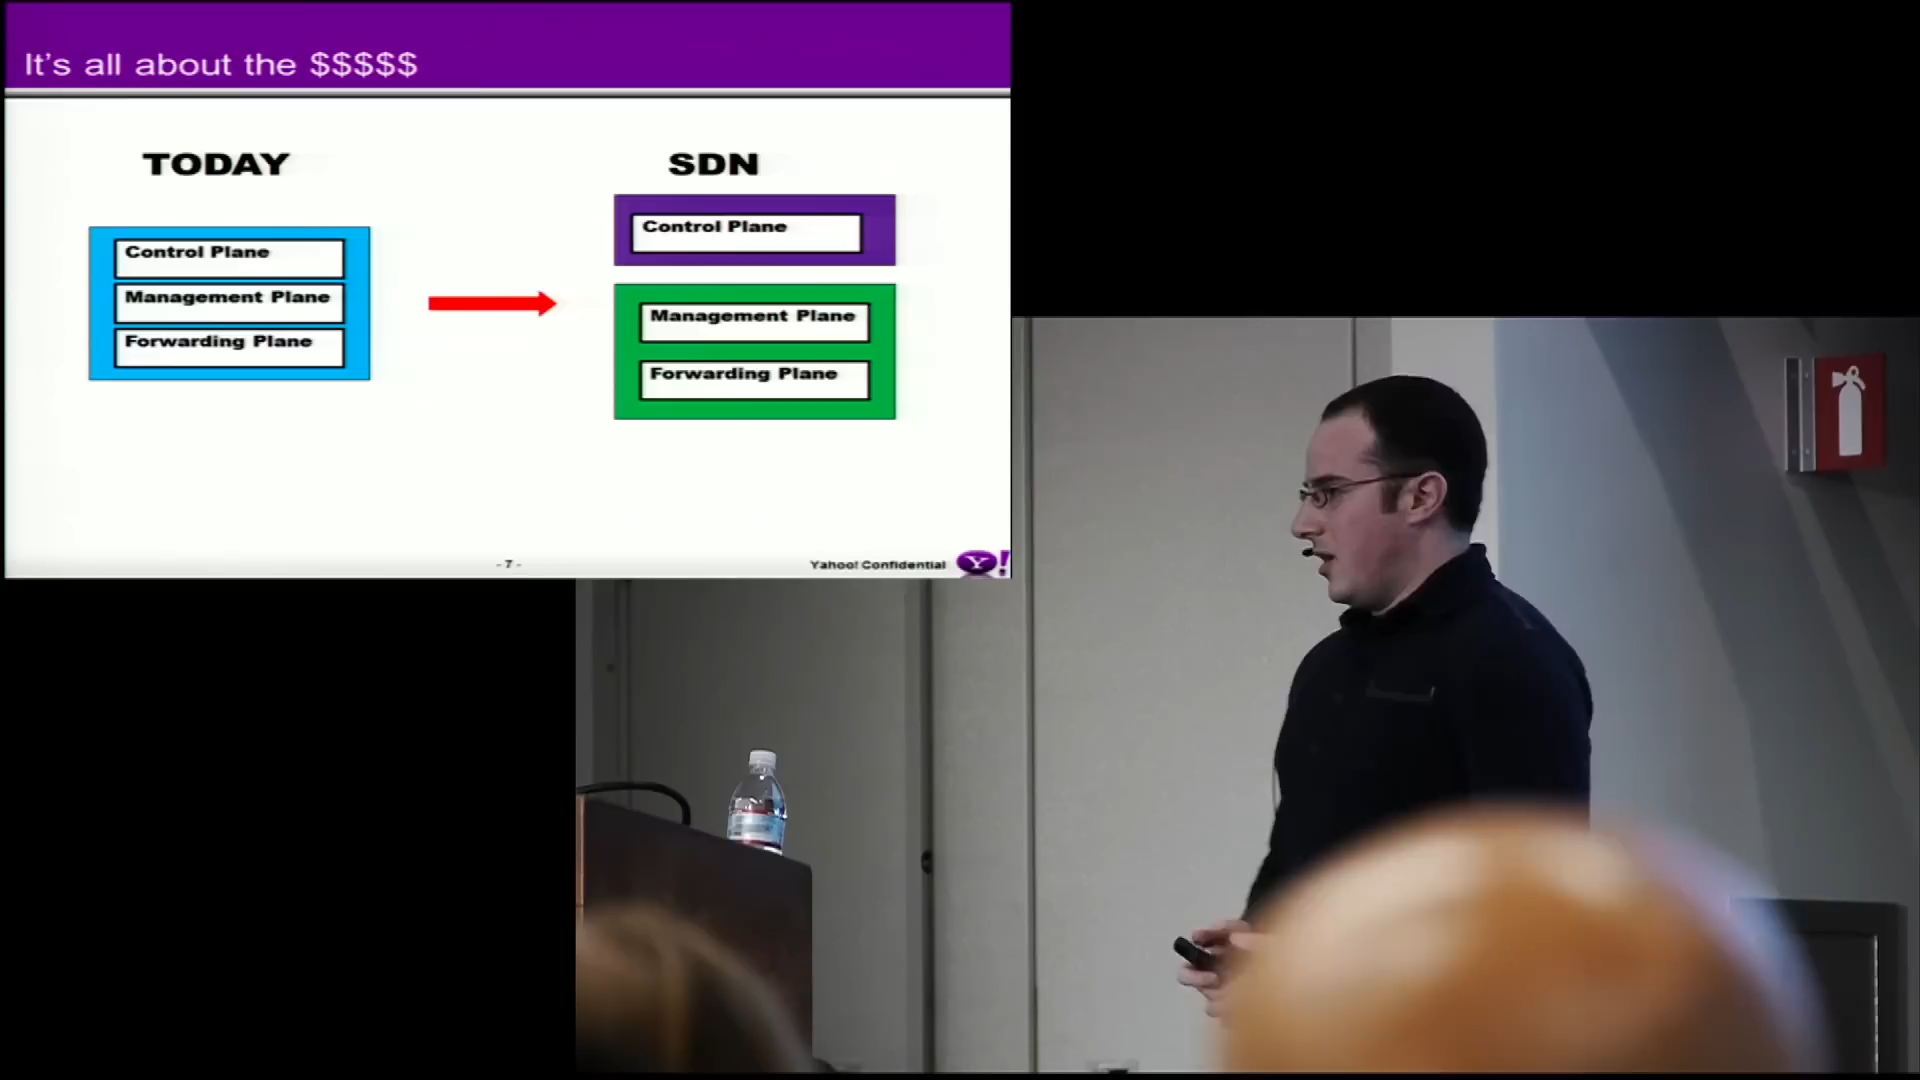 It's all about the $$$$$
TODAY
SDN
Control Plane
Management Plane
Forwarding Plane
Control Plane
Management Plane
Forwarding Plane
- 7 -
Yahoo! Confidential
Y!